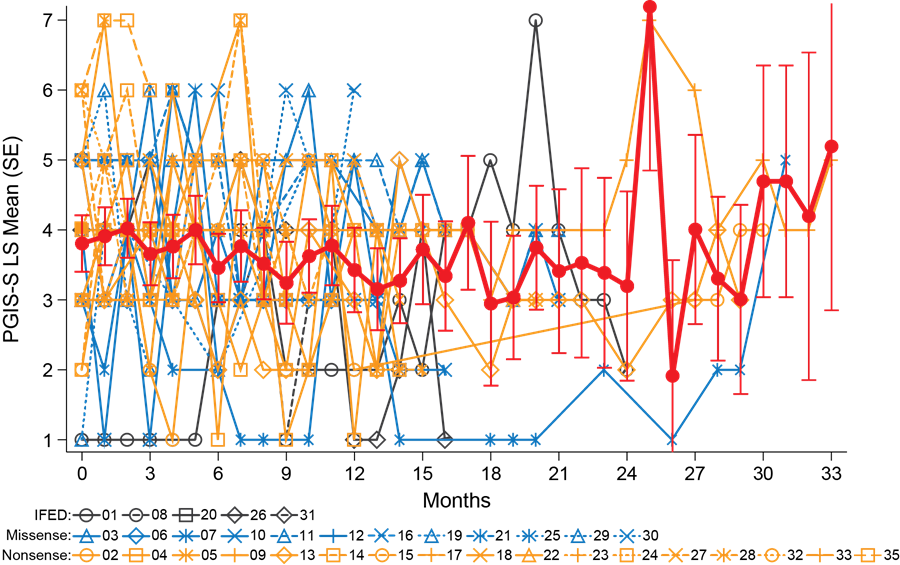 7
6
5
4
3
2
1
PGIS-S LS Mean (SE)
0 3 6 9 12 15 18 21 24 27 30 33
Months
IFED: 01 08 20 26 31
Missense: 03 06 07 10 11 12 16 19 21 25 29 30
Nonsense: 02 04 05 09 13 14 15 17 18 22 23 24 27 28 32 33 35